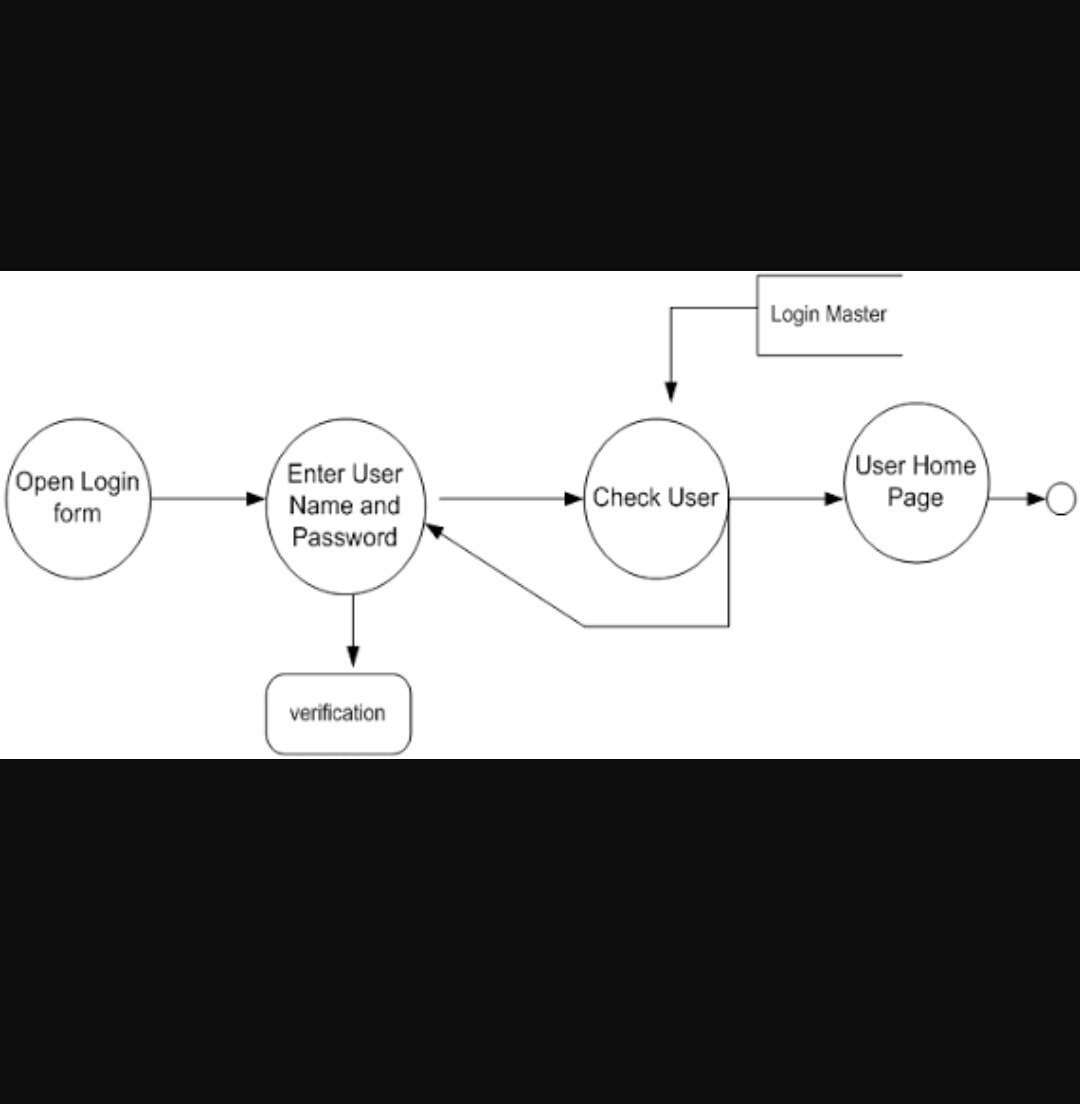 Login Master
Open Login
form
Enter User
Name and
Password
Check User
User Home
Page
verification